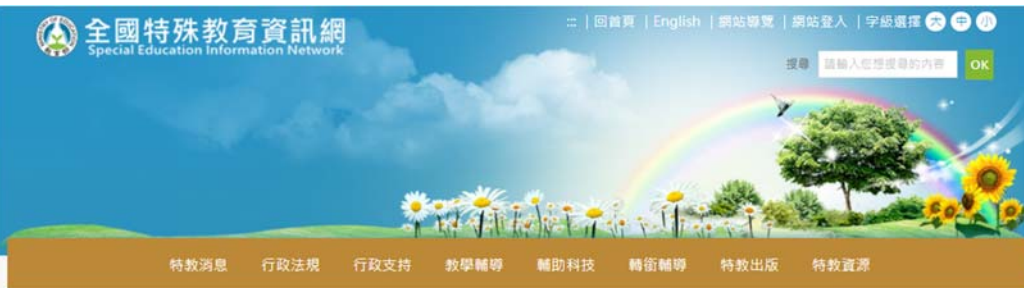 ::: | 回首頁 | English | 網站導覽 | 網站登入 | 字級選擇 大 中 小
全國特殊教育資訊網
Special Education Information Network
搜尋 請輸入您想搜尋的內容 OK
特教消息 行政法規 行政支持 教學輔導 輔助科技 轉銜輔導 特教出版 特教資源